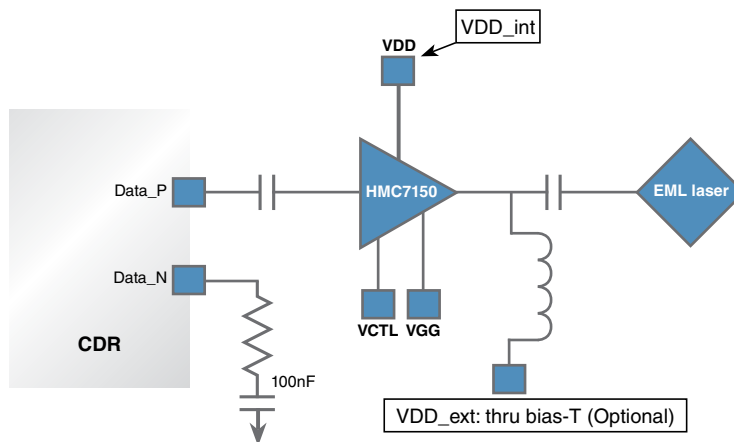 VDD_int
VDD
Data_P
HMC7150
EML laser
Data_N
VCTL
VGG
CDR
100nF
VDD_ext: thru bias-T (Optional)